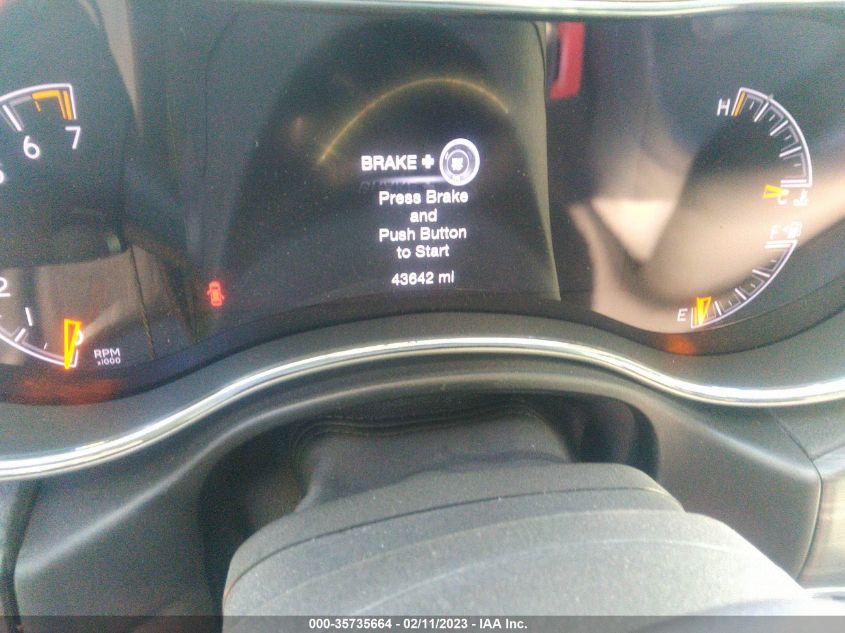 6
7
H
BRAKE +
Press Brake
and
Push Button
to Start
43642 mi
C
F
2
1
0
E
RPM
x1000
000-35735664 - 02/11/2023 - IAA Inc.